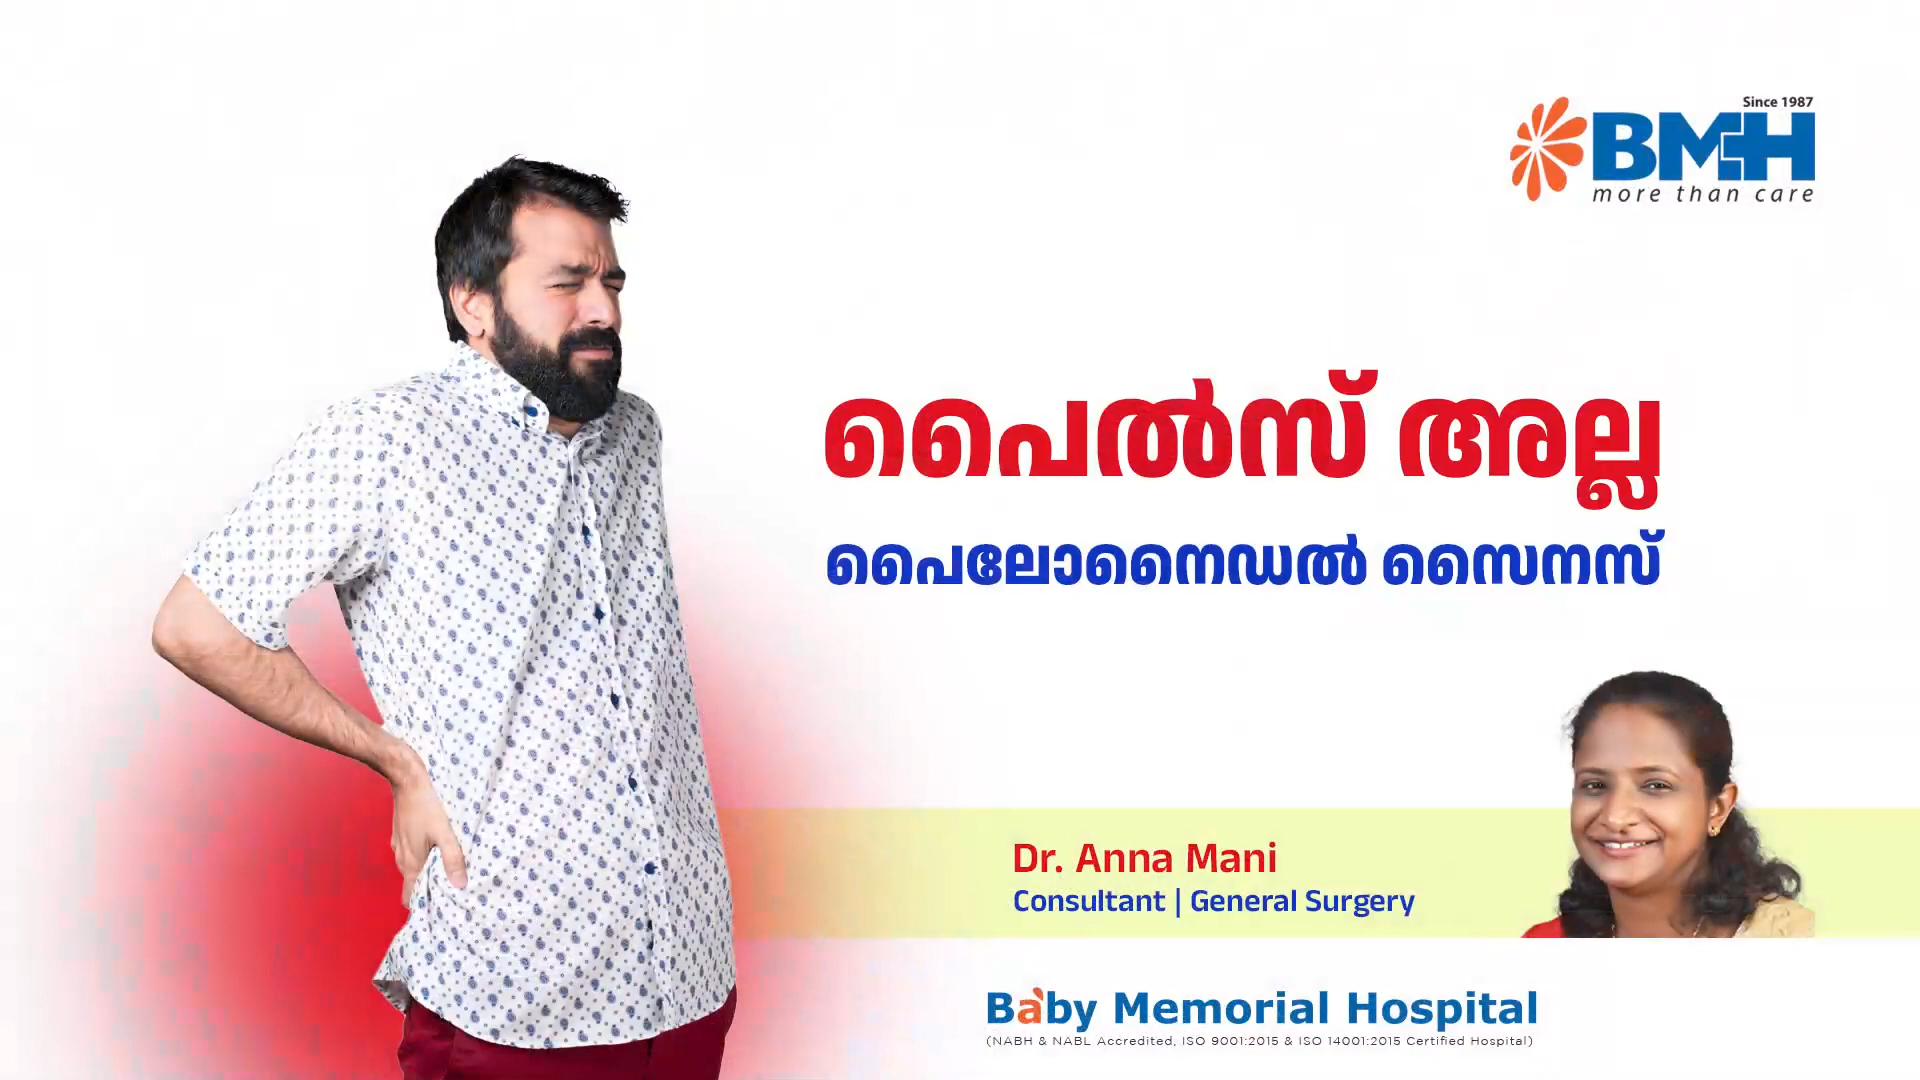 Since 1987
BMH
more than care
പൈൽസ് അല്ല
പൈലോനൈഡൽ സൈനസ്
Dr. Anna Mani
Consultant | General Surgery
Baby Memorial Hospital
(NABH & NABL Accredited, ISO 9001:2015 & ISO 14001:2015 Certified Hospital)